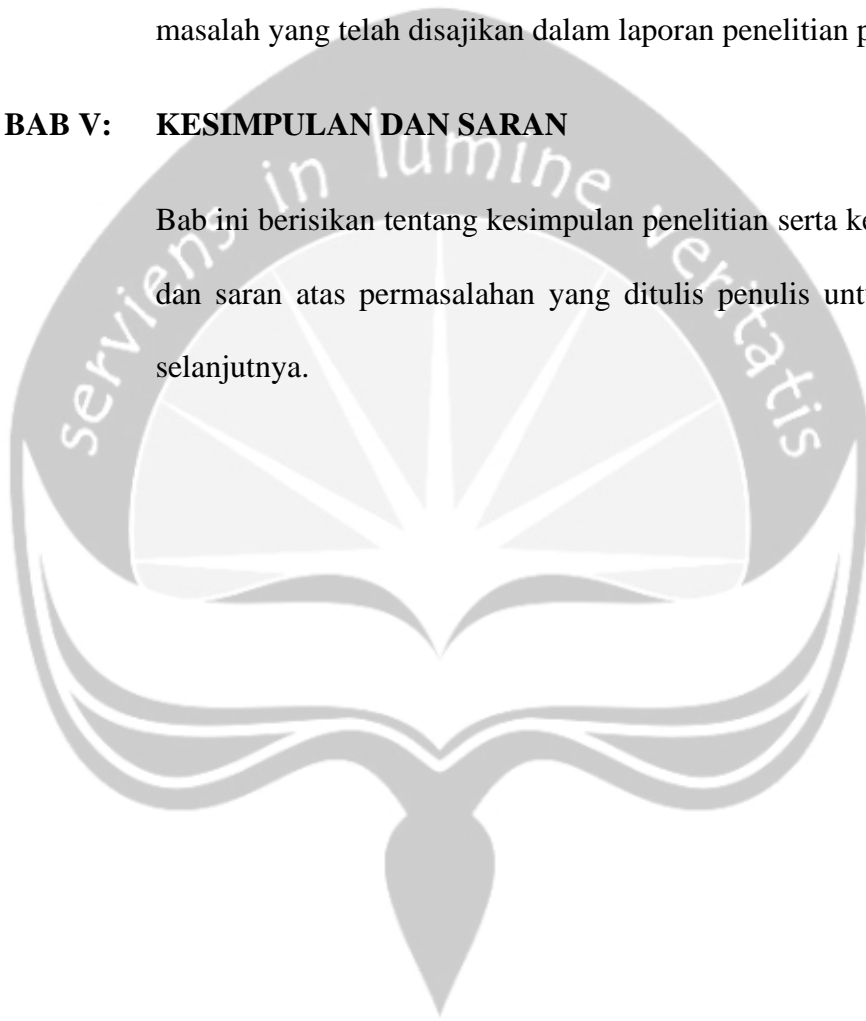 masalah yang telah disajikan dalam laporan penelitian
BAB V: KESIMPULAN DAN SARAN
serviens in lumine veritatis
Bab ini berisikan tentang kesimpulan penelitian serta
dan saran atas permasalahan yang ditulis penulis
selanjutnya.